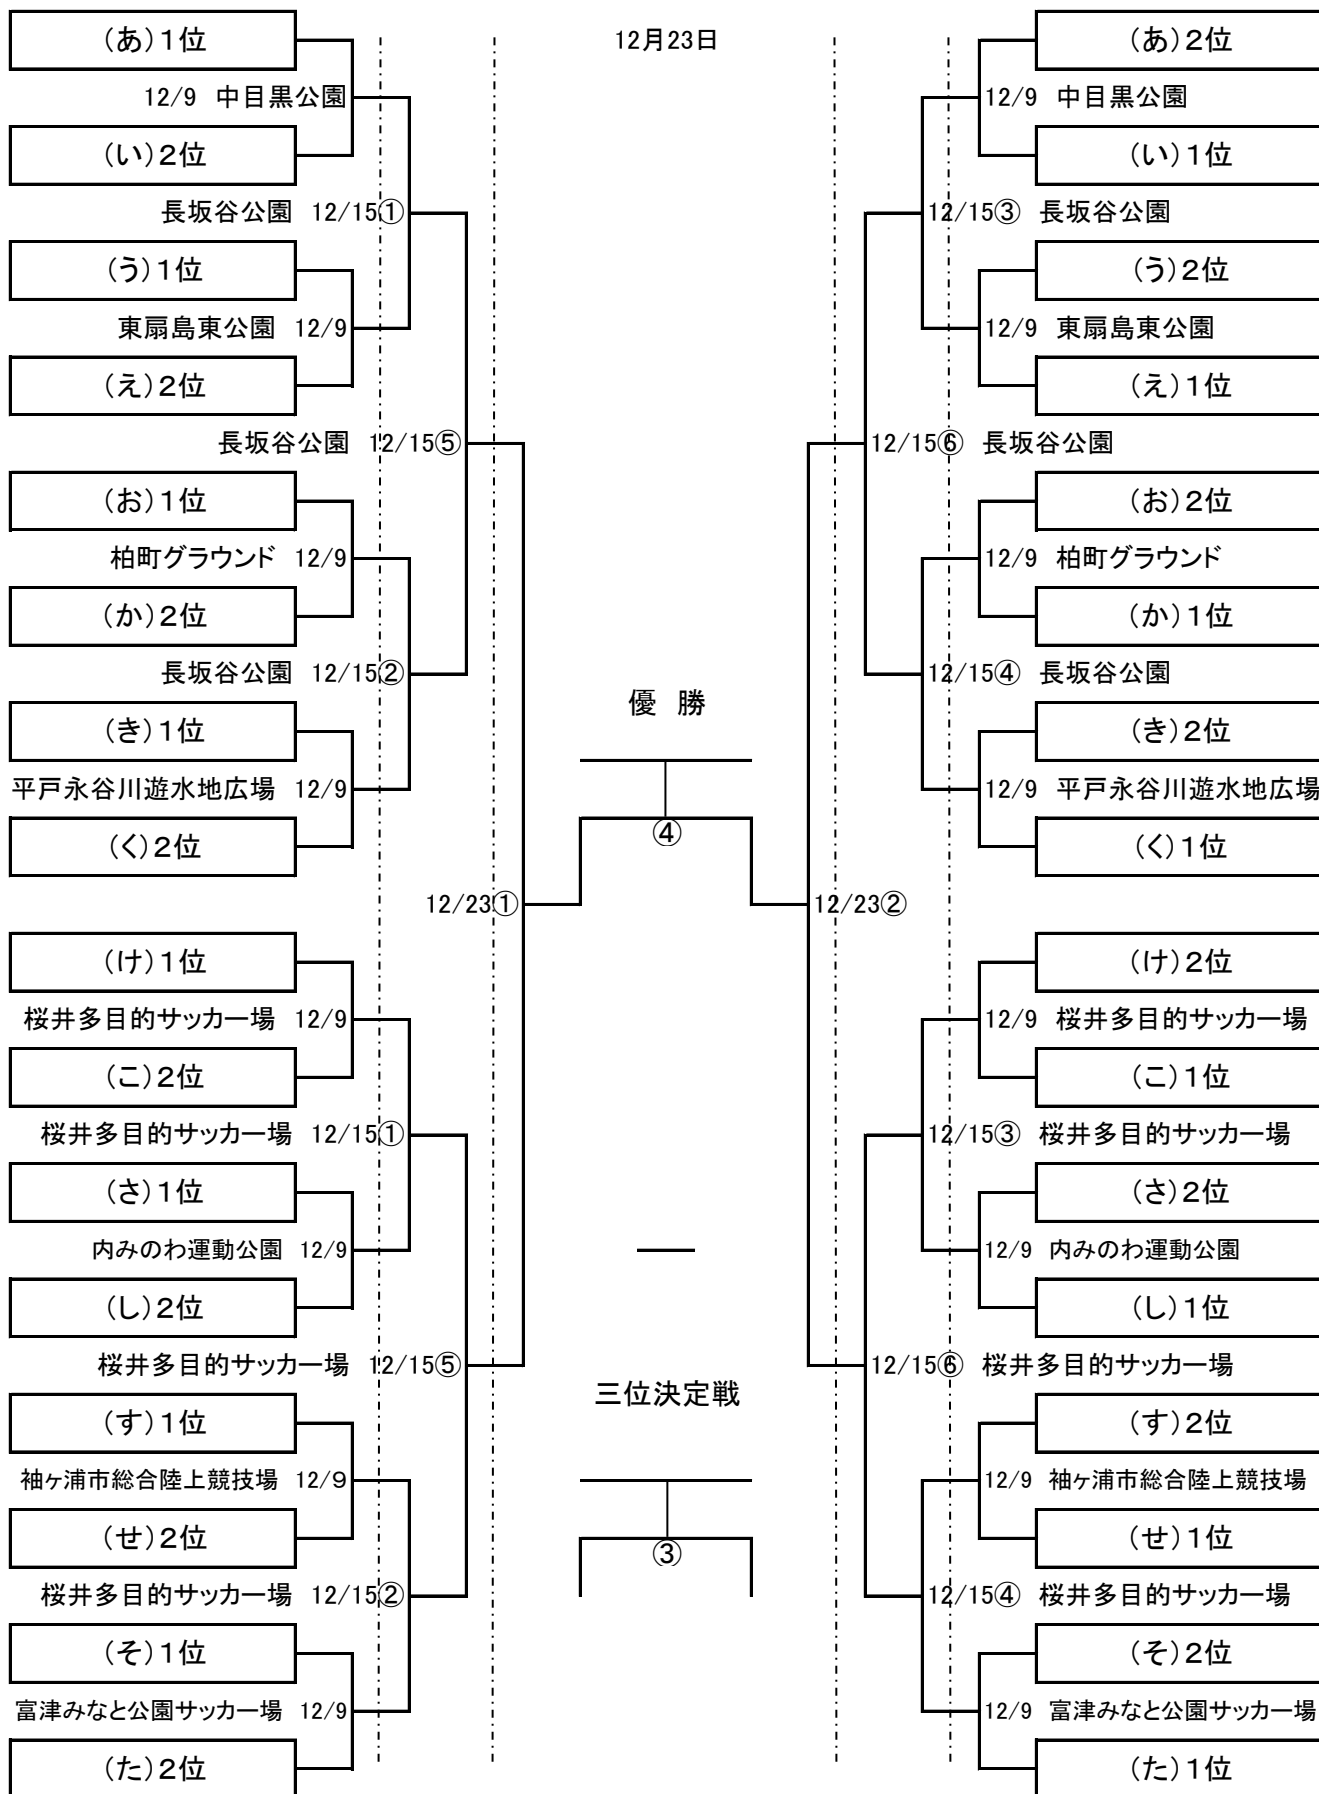 (あ)1位
12月23日
(あ)2位
12/9 中目黒公園
12/9 中目黒公園
(い)2位
(い)1位
長坂谷公園 12/15①
12/15③ 長坂谷公園
(う)1位
(う)2位
東扇島東公園 12/9
12/9 東扇島東公園
(え)2位
(え)1位
長坂谷公園 12/15⑤
12/15⑥ 長坂谷公園
(お)1位
(お)2位
柏町グラウンド 12/9
12/9 柏町グラウンド
(か)2位
(か)1位
長坂谷公園 12/15②
12/15④ 長坂谷公園
優 勝
(き)1位
(き)2位
平戸永谷川遊水地広場 12/9
12/9 平戸永谷川遊水地広場
④
(く)2位
(く)1位
12/23①
12/23②
(け)1位
(け)2位
桜井多目的サッカー場 12/9
12/9 桜井多目的サッカー場
(こ)2位
(こ)1位
桜井多目的サッカー場 12/15①
12/15③ 桜井多目的サッカー場
(さ)1位
(さ)2位
内みのわ運動公園 12/9
12/9 内みのわ運動公園
(し)2位
(し)1位
桜井多目的サッカー場 12/15⑤
12/15⑥ 桜井多目的サッカー場
三位決定戦
(す)1位
(す)2位
袖ヶ浦市総合陸上競技場 12/9
12/9 袖ヶ浦市総合陸上競技場
(せ)2位
(せ)1位
③
桜井多目的サッカー場 12/15②
12/15④ 桜井多目的サッカー場
(そ)1位
(そ)2位
富津みなと公園サッカー場 12/9
12/9 富津みなと公園サッカー場
(た)2位
(た)1位